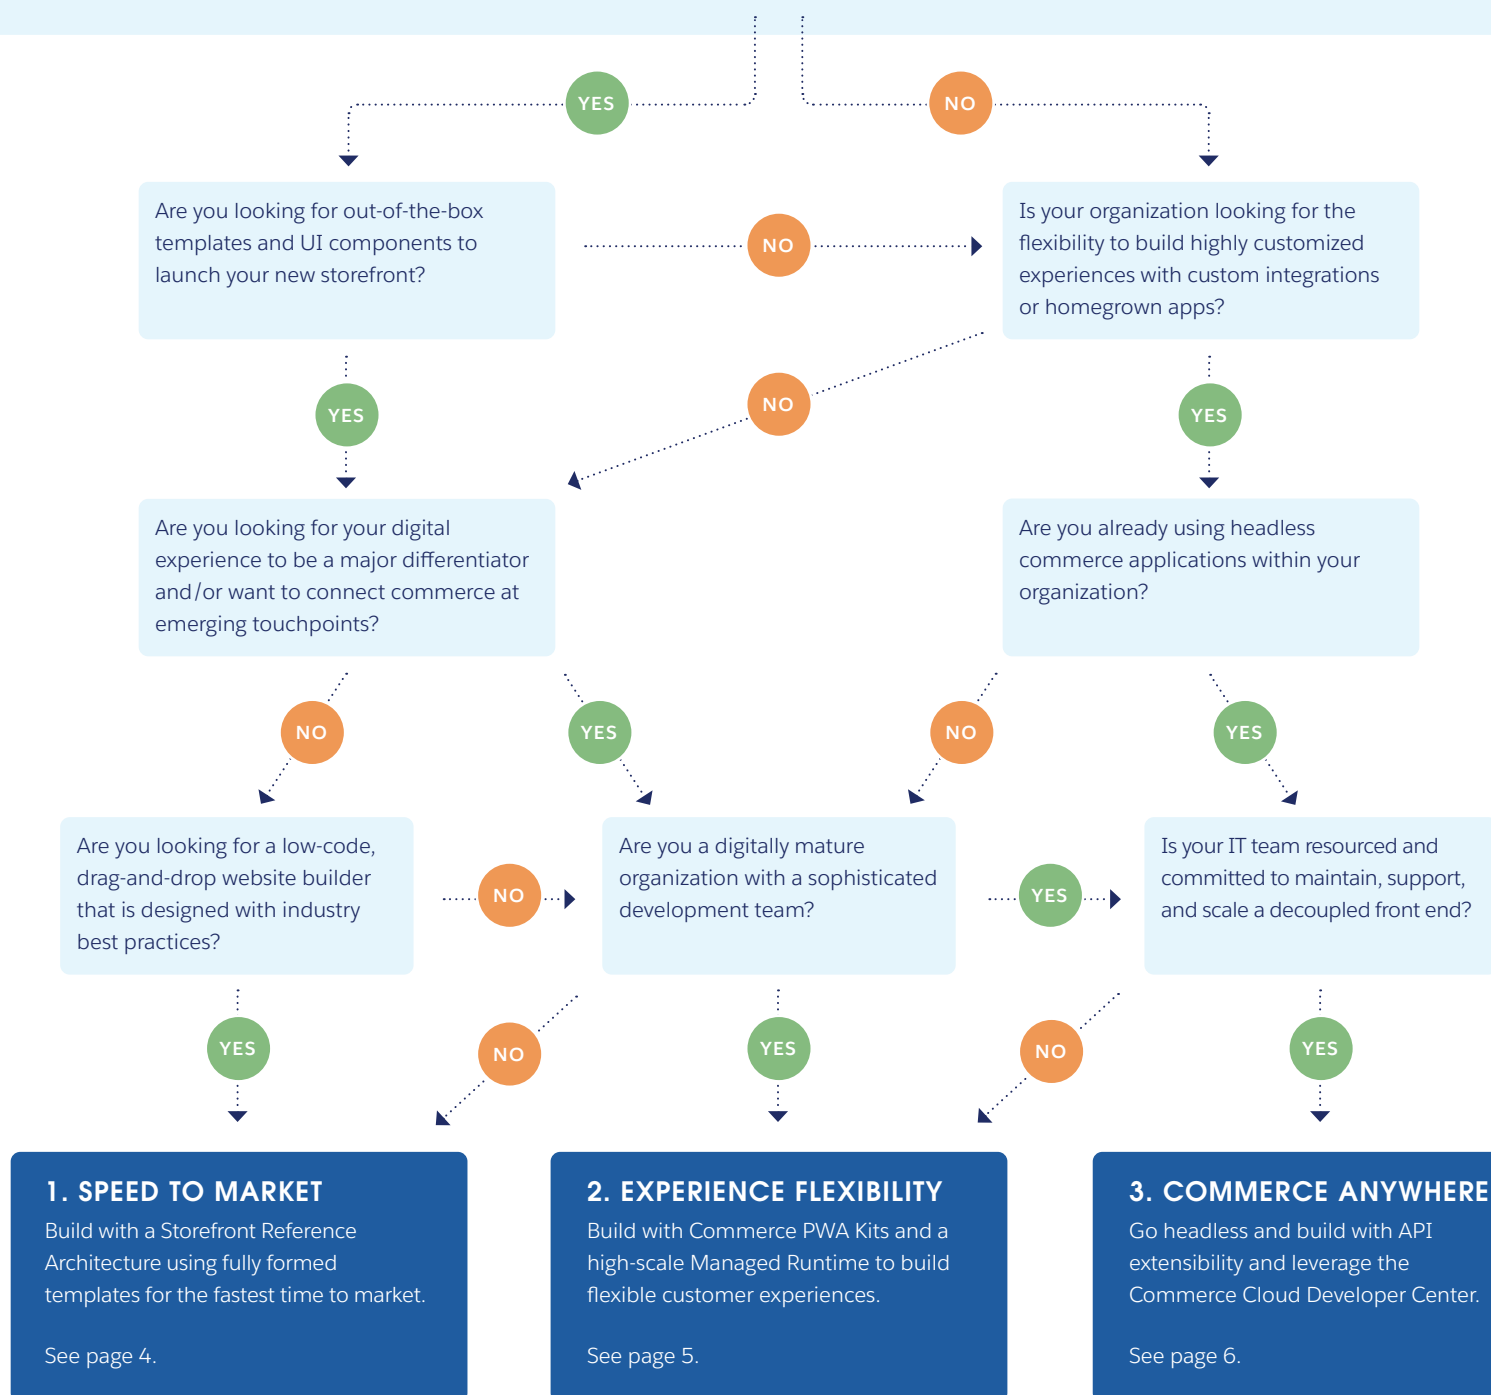 YES
NO
Are you looking for out-of-the-box
templates and UI components to
launch your new storefront?
NO
Is your organization looking for the
flexibility to build highly customized
experiences with custom integrations
or homegrown apps?
YES
NO
YES
Are you looking for your digital
experience to be a major differentiator
and/or want to connect commerce at
emerging touchpoints?
Are you already using headless
commerce applications within your
organization?
NO
YES
NO
YES
Are you looking for a low-code,
drag-and-drop website builder
that is designed with industry
best practices?
NO
Are you a digitally mature
organization with a sophisticated
development team?
YES
Is your IT team resourced and
committed to maintain, support,
and scale a decoupled front end?
YES
NO
YES
NO
YES
1. SPEED TO MARKET
Build with a Storefront Reference
Architecture using fully formed
templates for the fastest time to market.
See page 4.
2. EXPERIENCE FLEXIBILITY
Build with Commerce PWA Kits and a
high-scale Managed Runtime to build
flexible customer experiences.
See page 5.
3. COMMERCE ANYWHERE
Go headless and build with API
extensibility and leverage the
Commerce Cloud Developer Center.
See page 6.